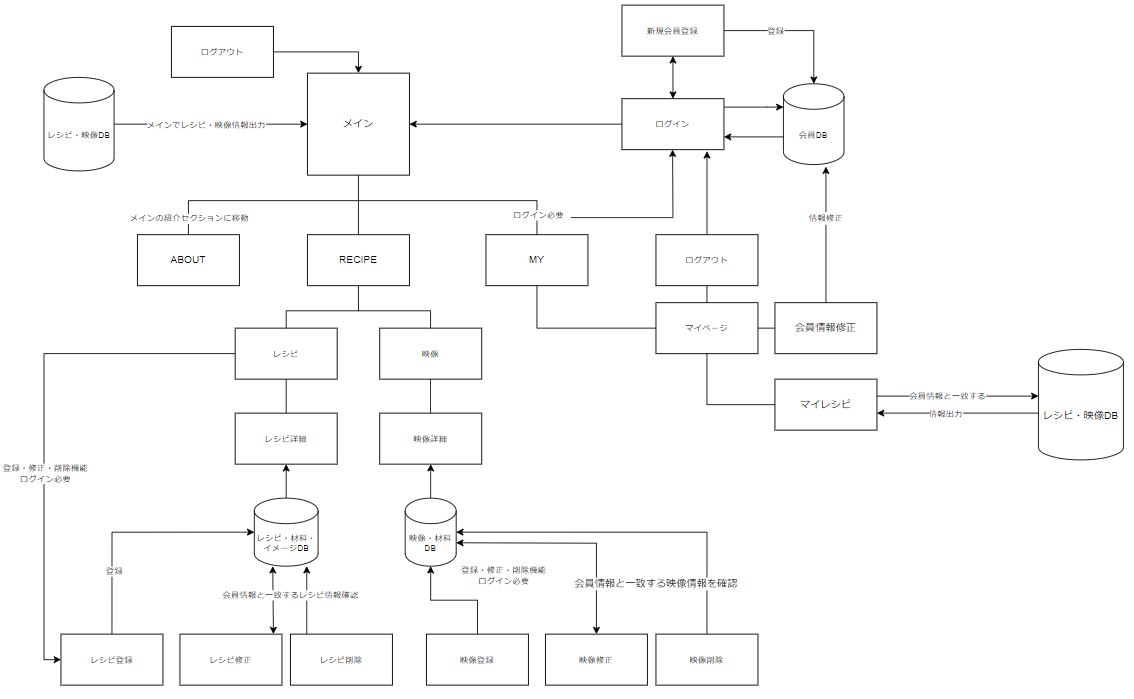 新規会員登録
登録
ログアウト
メイン
ログイン
レシピ・映像DB
メインでレシピ・映像情報出力
会員DB
メインの紹介セクションに移動
ログイン必要
情報修正
ABOUT
RECIPE
MY
ログアウト
マイページ
会員情報修正
レシピ
映像
マイレシピ
会員情報と一致する
情報出力
レシピ・映像DB
レシピ詳細
映像詳細
登録・修正・削除機能
ログイン必要
レシピ・材料・
イメージDB
映像・材料
DB
登録
登録・修正・削除機能
ログイン必要
会員情報と一致する映像情報を確認
会員情報と一致するレシピ情報確認
レシピ登録
レシピ修正
レシピ削除
映像登録
映像修正
映像削除